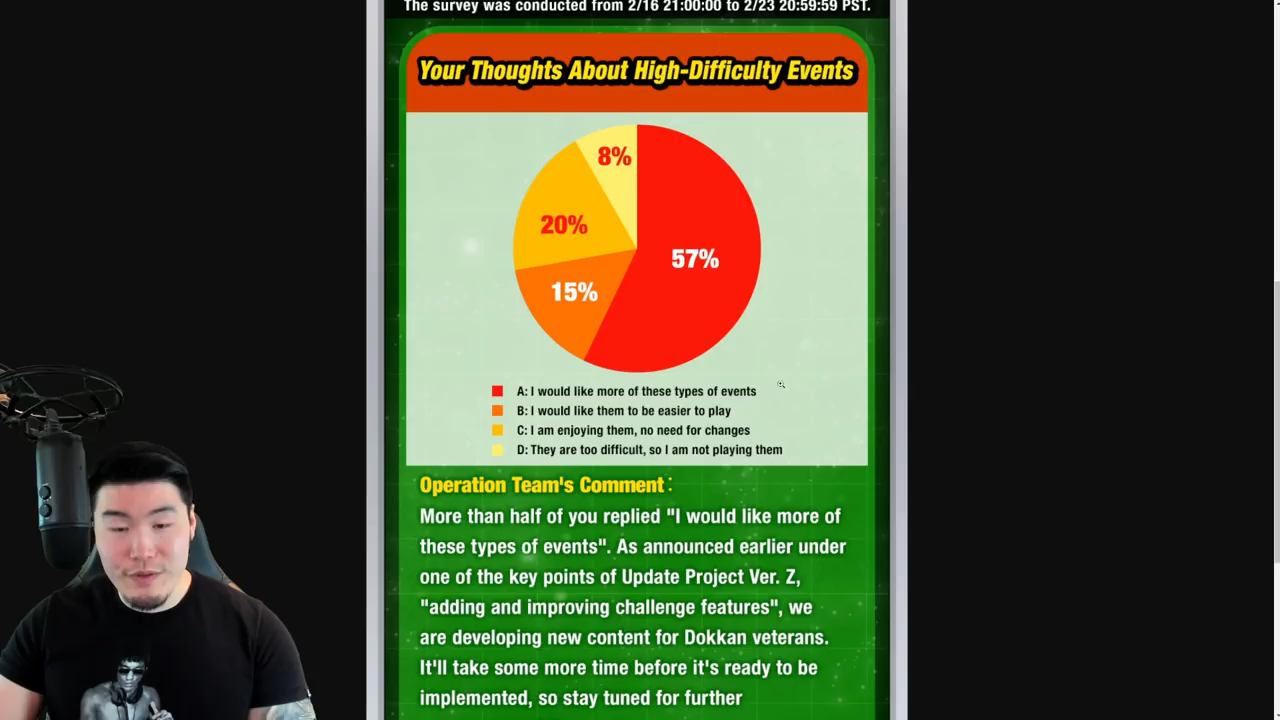 The survey was conducted from 2/16 21:00:00 to 2/23 20:59:59 PST.
Your Thoughts About High-Difficulty Events
8%
20%
57%
15%
A: I would like more of these types of events
B: I would like them to be easier to play
C: I am enjoying them, no need for changes
D: They are too difficult, so I am not playing them
Operation Team's Comment:
More than half of you replied "I would like more of
these types of events". As announced earlier under
one of the key points of Update Project Ver. Z,
"adding and improving challenge features", we
are developing new content for Dokkan veterans.
It'll take some more time before it's ready to be
implemented, so stay tuned for further